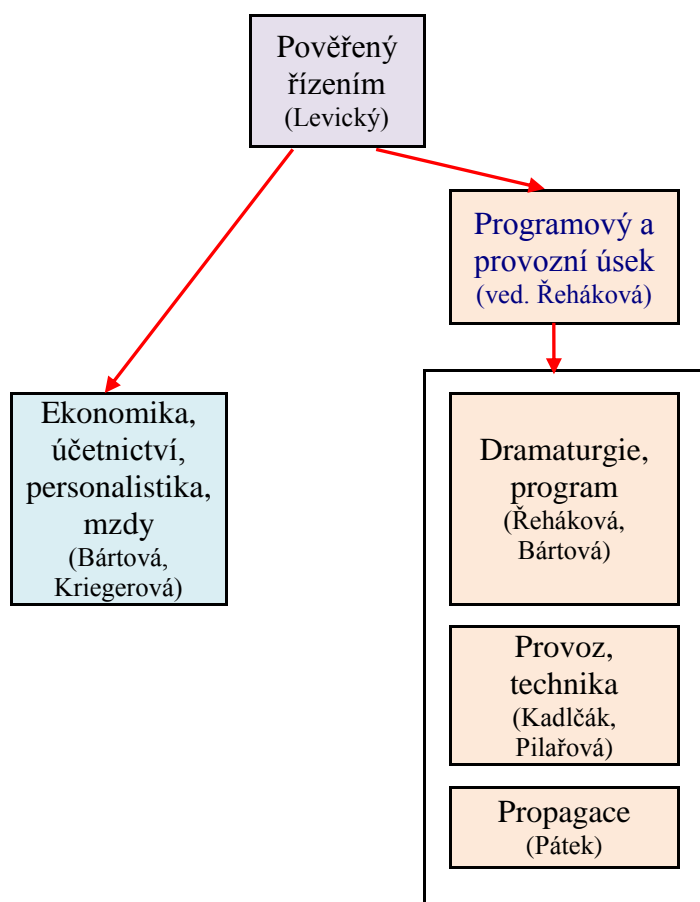 Pověřený
řízením
(Levický)
Programový a
provozní úsek
(ved. Řeháková)
Ekonomika,
účetnictví,
personalistika,
mzdy
(Bártová,
Kriegerová)
Dramaturgie,
program
(Řeháková,
Bártová)
Provoz,
technika
(Kadlčák,
Pilařová)
Propagace
(Pátek)